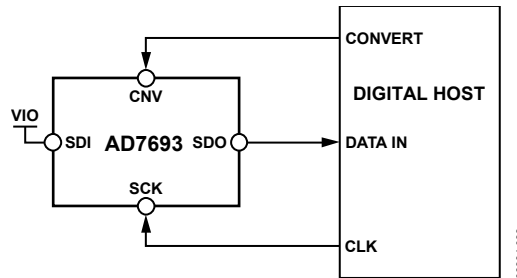 CONVERT
CNV
DIGITAL HOST
VIO
SDI AD7693 SDO
DATA IN
SCK
CLK